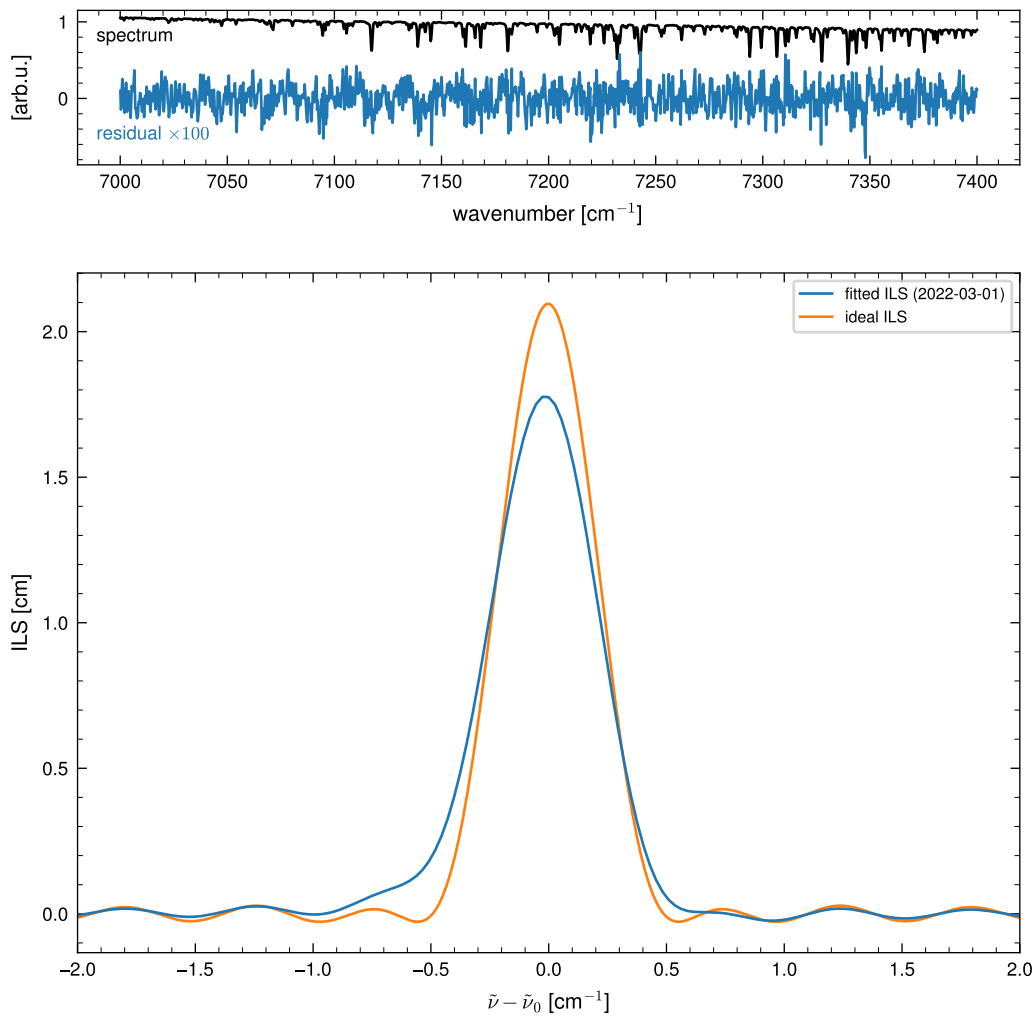 [arb.u.]
1
0
spectrum
residual ×100
7000 7050 7100 7150 7200 7250 7300 7350 7400
wavenumber [cm⁻¹]
fitted ILS (2022-03-01)
ideal ILS
ILS [cm]
2.0
1.5
1.0
0.5
0.0
−2.0 −1.5 −1.0 −0.5 0.0 0.5 1.0 1.5 2.0
ν̃ − ν̃₀ [cm⁻¹]